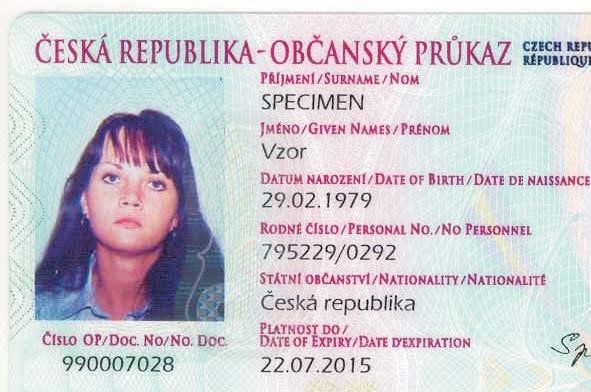 ČESKÁ REPUBLIKA - OBČANSKÝ PRŮKAZ CZECH REPU
RÉPUBLIQUE
PŘÍJMENÍ / SURNAME / NOM
SPECIMEN
JMÉNO / GIVEN NAMES / PRÉNOM
Vzor
DATUM NAROZENÍ / DATE OF BIRTH / DATE DE NAISSANCE
29.02.1979
RODNÉ ČÍSLO / PERSONAL NO. / NO PERSONNEL
795229/0292
STÁTNÍ OBČANSTVÍ / NATIONALITY / NATIONALITÉ
Česká republika
ČÍSLO OP / DOC. NO / NO. DOC.
990007028
PLATNOST DO /
DATE OF EXPIRY / DATE D'EXPIRATION
22.07.2015